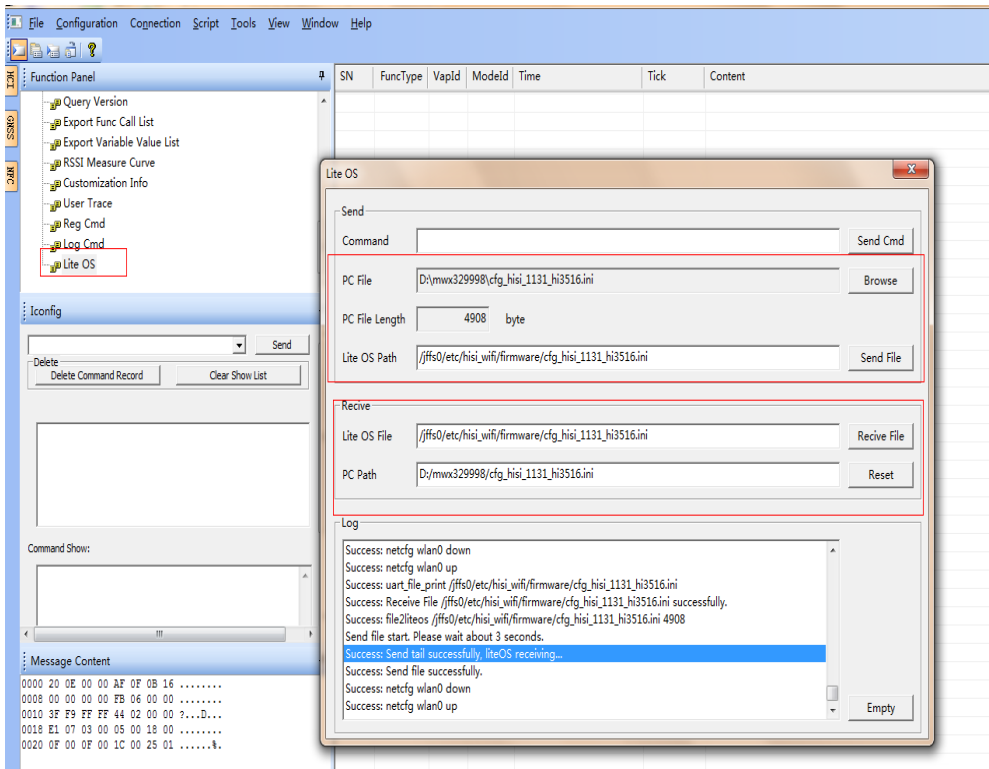 File Configuration Connection Script Tools View Window Help
HCI
GNSS
NFC
Function Panel
Query Version
Export Func Call List
Export Variable Value List
RSSI Measure Curve
Customization Info
User Trace
Reg Cmd
Log Cmd
Lite OS
Iconfig
Send
Delete
Delete Command Record Clear Show List
Command Show:
Message Content
0000 20 0E 00 00 AF 0F 0B 16 ........
0008 00 00 00 00 FB 06 00 00 ........
0010 3F F9 FF FF 44 02 00 00 ?...D...
0018 E1 07 03 00 05 00 18 00 ........
0020 0F 00 0F 00 1C 00 25 01 ......%.
SN FuncType VapId ModeId Time Tick Content
Lite OS
x
Send
Command Send Cmd
PC File D:\mwx329998\cfg_hisi_1131_hi3516.ini Browse
PC File Length 4908 byte
Lite OS Path /jffs0/etc/hisi_wifi/firmware/cfg_hisi_1131_hi3516.ini Send File
Recive
Lite OS File /jffs0/etc/hisi_wifi/firmware/cfg_hisi_1131_hi3516.ini Recive File
PC Path D:/mwx329998/cfg_hisi_1131_hi3516.ini Reset
Log
Success: netcfg wlan0 down
Success: netcfg wlan0 up
Success: uart_file_print /jffs0/etc/hisi_wifi/firmware/cfg_hisi_1131_hi3516.ini
Success: Receive File /jffs0/etc/hisi_wifi/firmware/cfg_hisi_1131_hi3516.ini successfully.
Success: file2liteos /jffs0/etc/hisi_wifi/firmware/cfg_hisi_1131_hi3516.ini 4908
Send file start. Please wait about 3 seconds.
Success: Send tail successfully, liteOS receiving...
Success: Send file successfully.
Success: netcfg wlan0 down
Success: netcfg wlan0 up
Empty